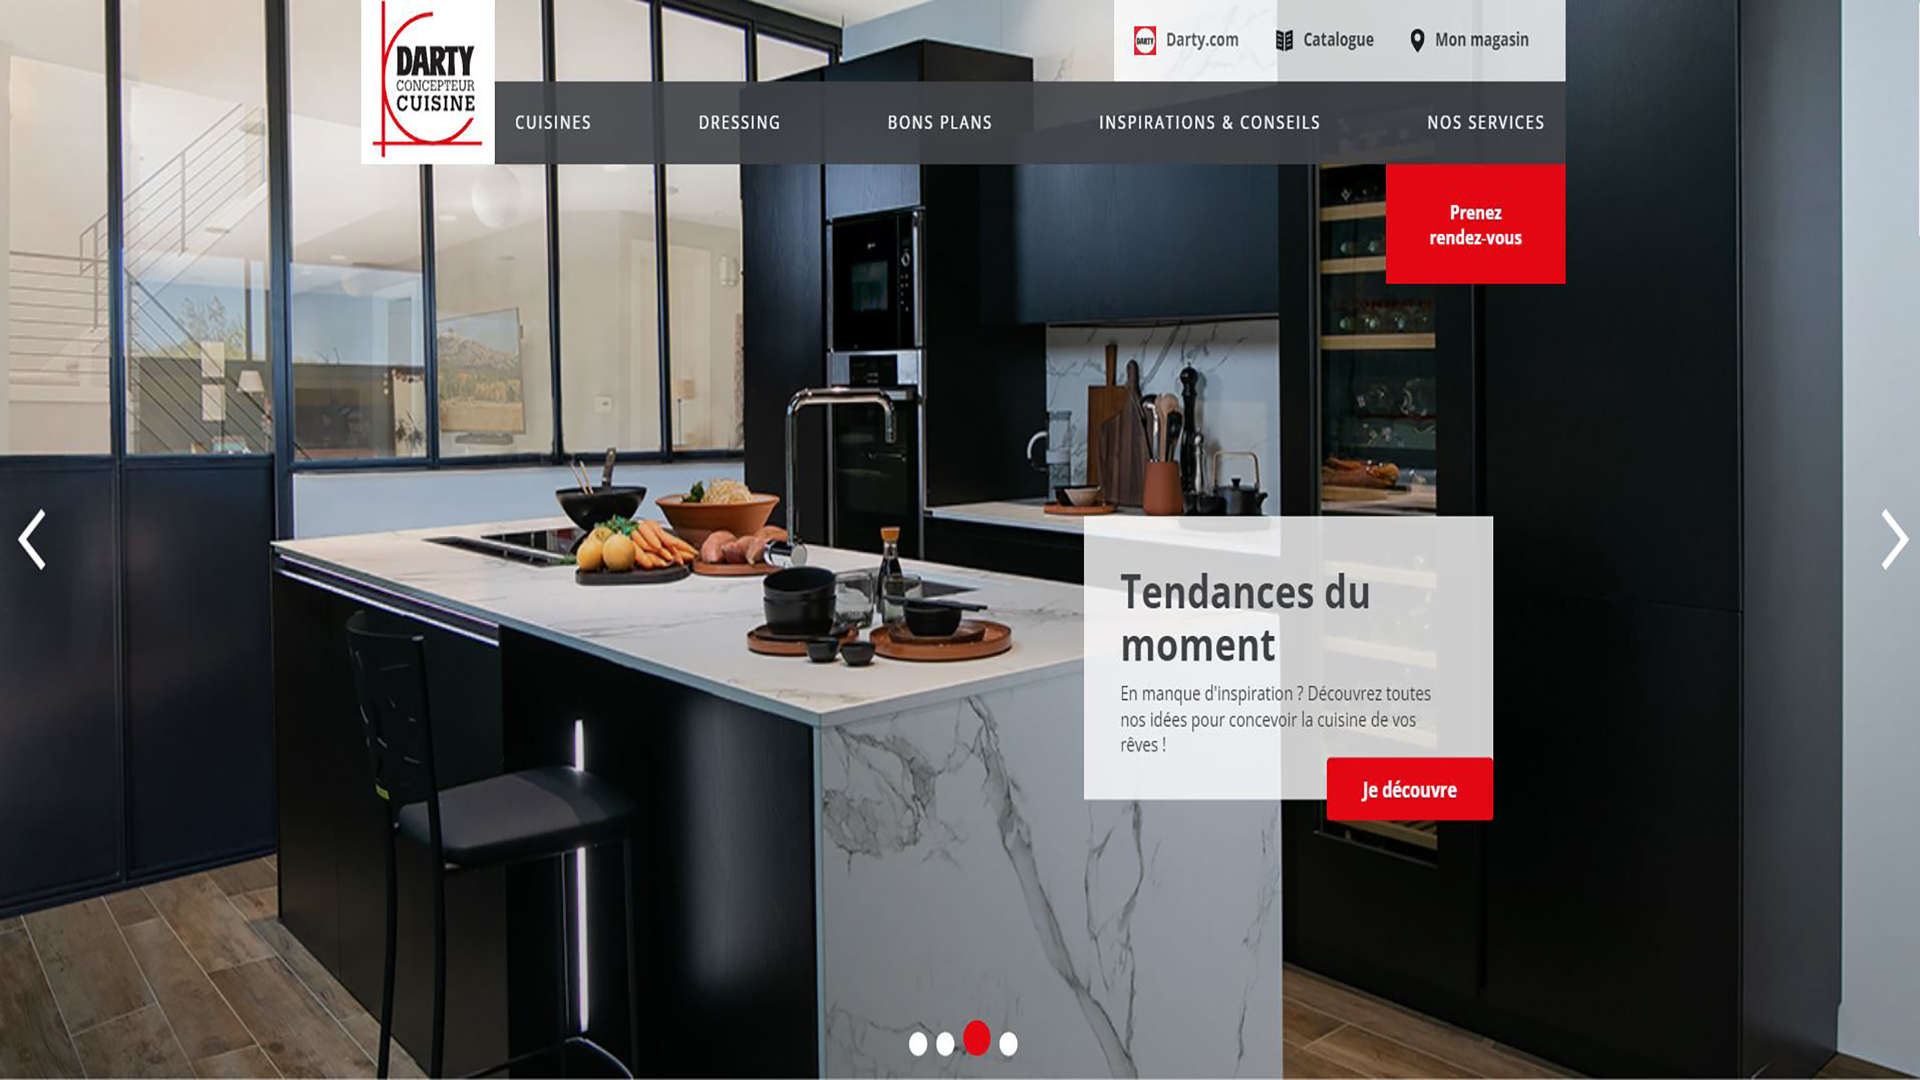 DARTY
CONCEPTEUR
CUISINE
DARTY
Darty.com
Catalogue
Mon magasin
CUISINES
DRESSING
BONS PLANS
INSPIRATIONS & CONSEILS
NOS SERVICES
Prenez
rendez-vous
Tendances du
moment
En manque d'inspiration ? Découvrez toutes
nos idées pour concevoir la cuisine de vos
rêves !
Je découvre